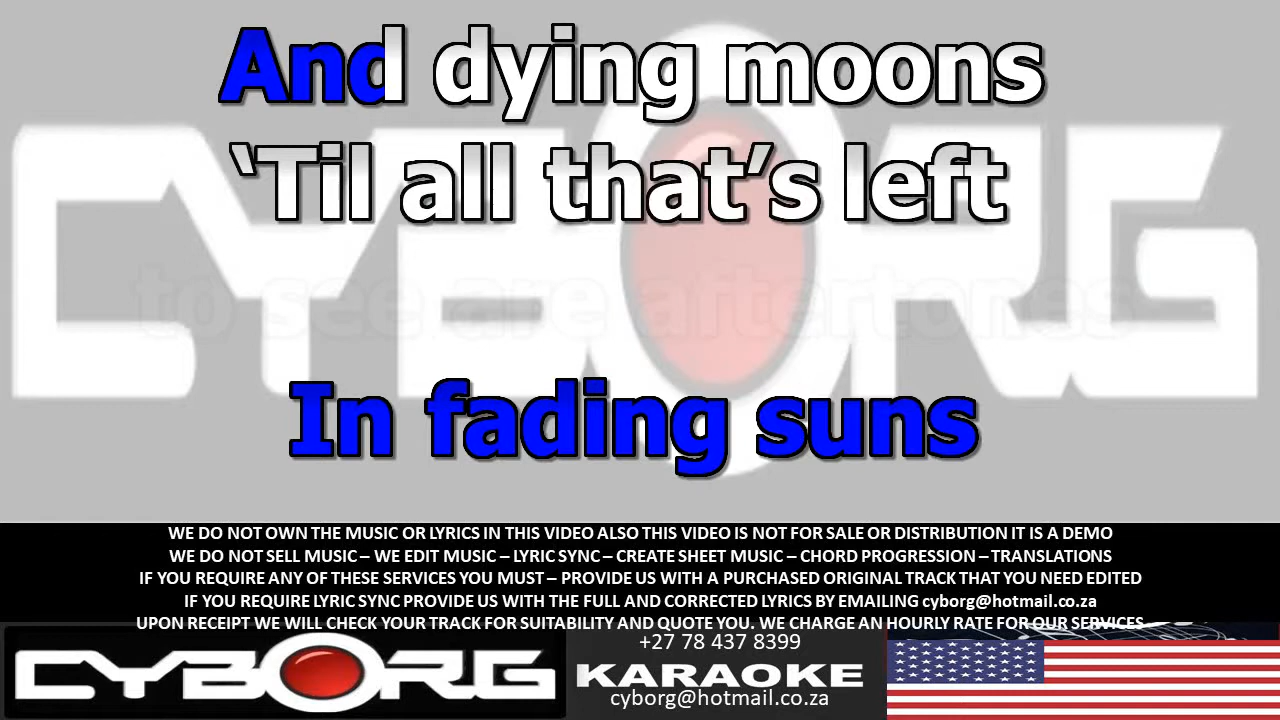 And dying moons
‘Til all that’s left
to see are aftertones
In fading suns
CYBORG
WE DO NOT OWN THE MUSIC OR LYRICS IN THIS VIDEO ALSO THIS VIDEO IS NOT FOR SALE OR DISTRIBUTION IT IS A DEMO
WE DO NOT SELL MUSIC – WE EDIT MUSIC – LYRIC SYNC – CREATE SHEET MUSIC – CHORD PROGRESSION – TRANSLATIONS
IF YOU REQUIRE ANY OF THESE SERVICES YOU MUST – PROVIDE US WITH A PURCHASED ORIGINAL TRACK THAT YOU NEED EDITED
IF YOU REQUIRE LYRIC SYNC PROVIDE US WITH THE FULL AND CORRECTED LYRICS BY EMAILING cyborg@hotmail.co.za
UPON RECEIPT WE WILL CHECK YOUR TRACK FOR SUITABILITY AND QUOTE YOU. WE CHARGE AN HOURLY RATE FOR OUR SERVICES
CYBORG
+27 78 437 8399
KARAOKE
cyborg@hotmail.co.za